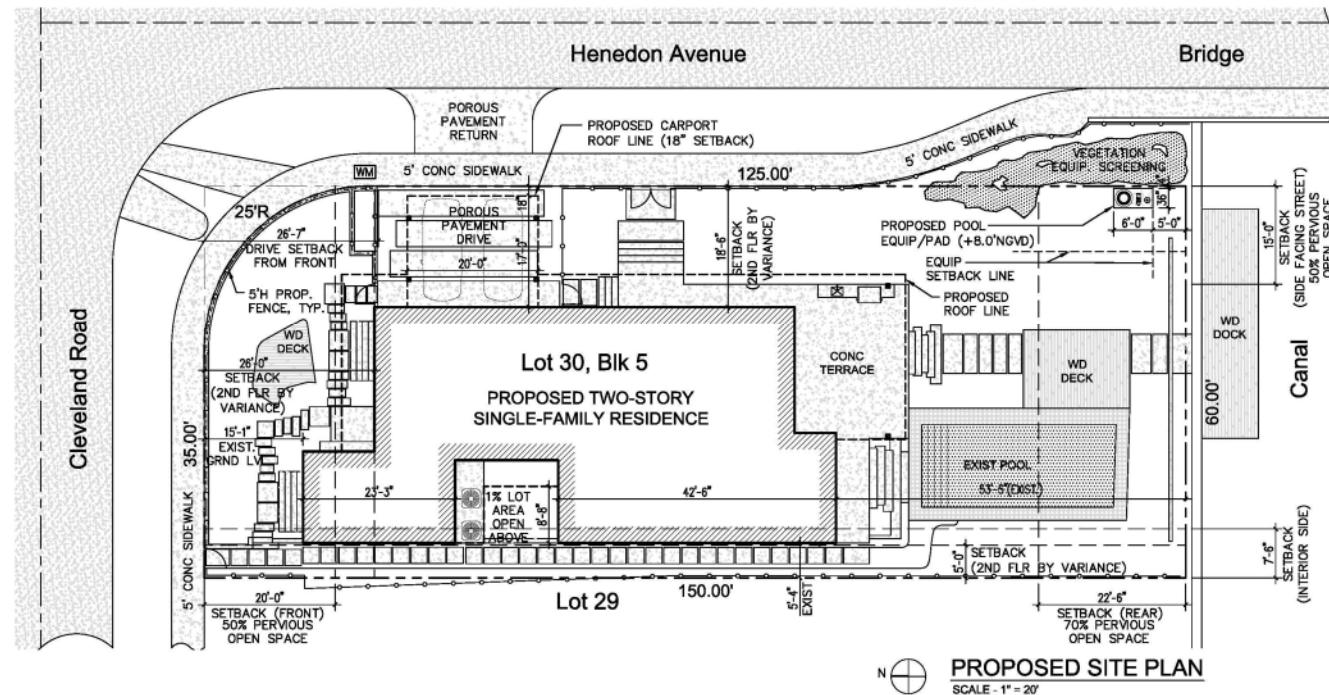 Henedon Avenue
Bridge
POROUS
PAVEMENT
RETURN
PROPOSED CARPORT
ROOF LINE (18" SETBACK)
5' CONC SIDEWALK
VEGETATION
EQUIP. SCREENING
WM
5' CONC SIDEWALK
125.00'
25'R
26'-7"
DRIVE SETBACK
FROM FRONT
POROUS
PAVEMENT
DRIVE
18"
17'-0"
20'-0"
18'-6"
SETBACK
(2ND FLR BY
VARIANCE)
PROPOSED POOL
EQUIP/PAD (+8.0'NGVD)
36"
6'-0"
5'-0"
EQUIP
SETBACK LINE
15'-0"
SETBACK
(SIDE FACING STREET)
50% PERVIOUS
OPEN SPACE
5'H PROP.
FENCE, TYP.
PROPOSED
ROOF LINE
WD
DECK
26'-0"
SETBACK
(2ND FLR BY
VARIANCE)
Lot 30, Blk 5
PROPOSED TWO-STORY
SINGLE-FAMILY RESIDENCE
CONC
TERRACE
WD
DECK
WD
DOCK
Canal
60.00'
Cleveland Road
35.00'
15'-1"
EXIST.
GRND LV.
23'-3"
1% LOT
AREA
OPEN
ABOVE
8'-8"
42'-6"
EXIST POOL
53'-5"(EXIST.)
5' CONC SIDEWALK
5'-0"
SETBACK
(2ND FLR BY VARIANCE)
7'-6"
SETBACK
(INTERIOR SIDE)
20'-0"
SETBACK (FRONT)
50% PERVIOUS
OPEN SPACE
Lot 29
150.00'
5'-4"
EXIST
22'-6"
SETBACK (REAR)
70% PERVIOUS
OPEN SPACE
N
PROPOSED SITE PLAN
SCALE - 1" = 20'